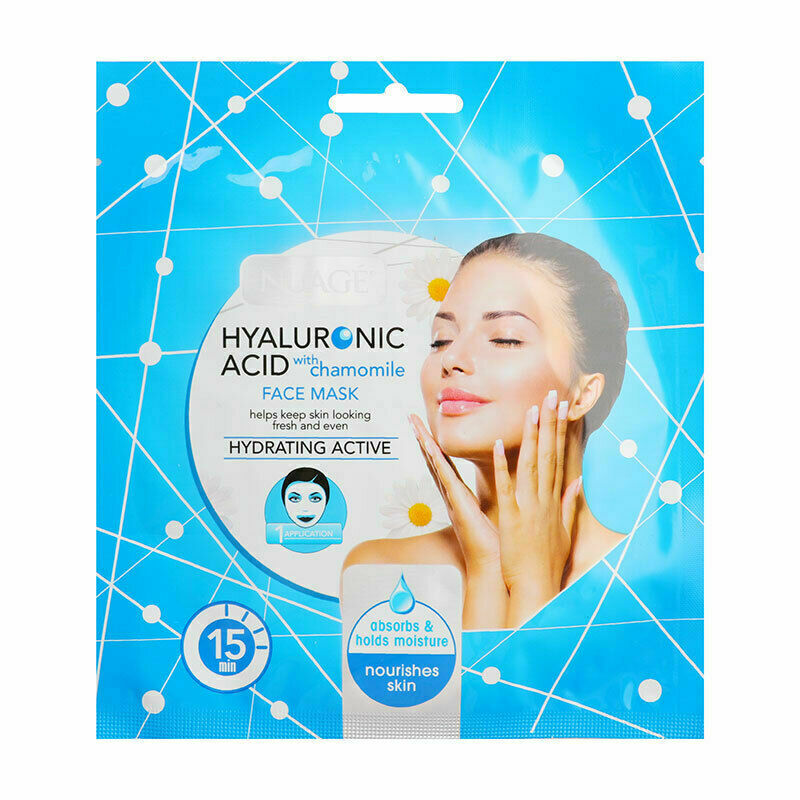 NUAGÉ
HYALURONIC
ACID with chamomile
FACE MASK
helps keep skin looking
fresh and even
HYDRATING ACTIVE
1 APPLICATION
15
min
absorbs &
holds moisture
nourishes
skin